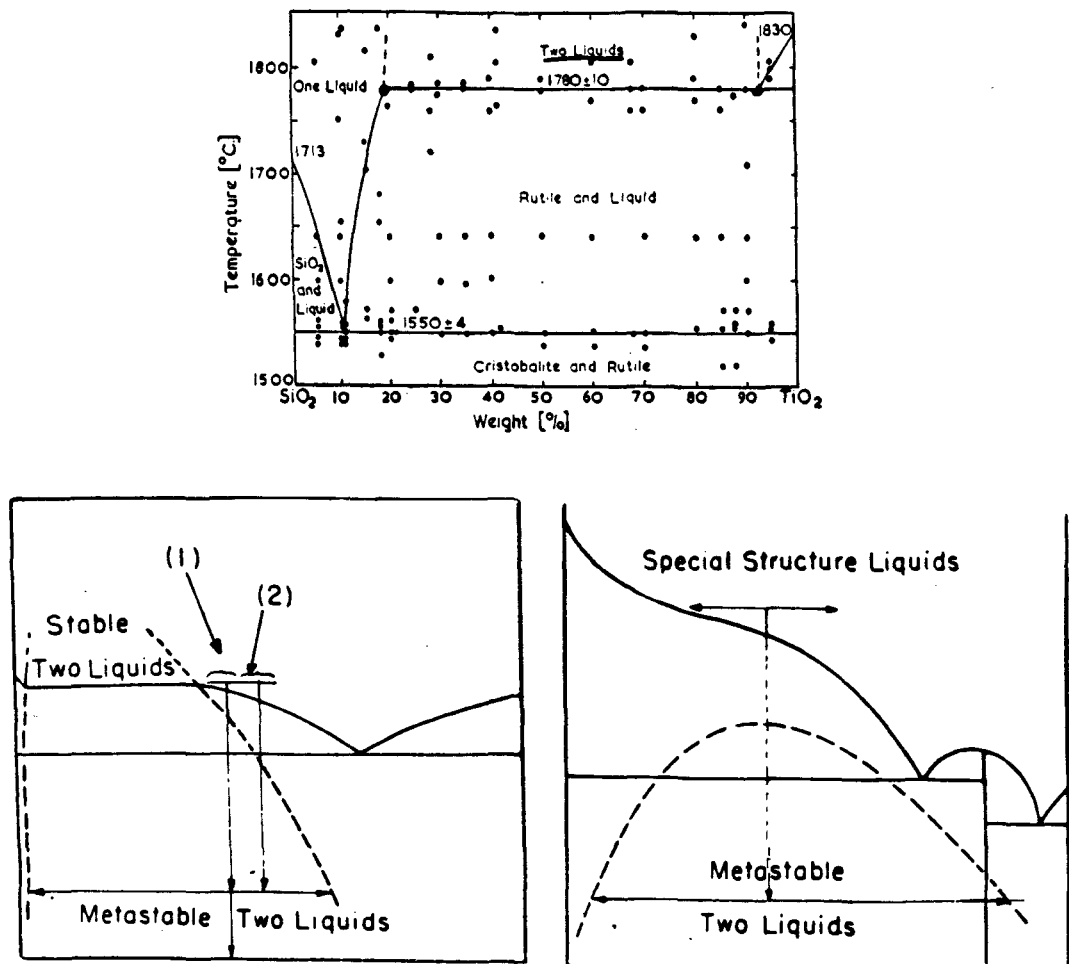 1830
Two Liquids
1800
1780±10
One Liquid
1713
1700
Temperature [°C]
Rutile and Liquid
SiO₂
and
Liquid
1600
1550±4
Cristobalite and Rutile
1500
SiO₂ 10 20 30 40 50 60 70 80 90 TiO₂
Weight [%]
(1)
(2)
Stable
Two Liquids
Metastable Two Liquids
Special Structure Liquids
Metastable
Two Liquids